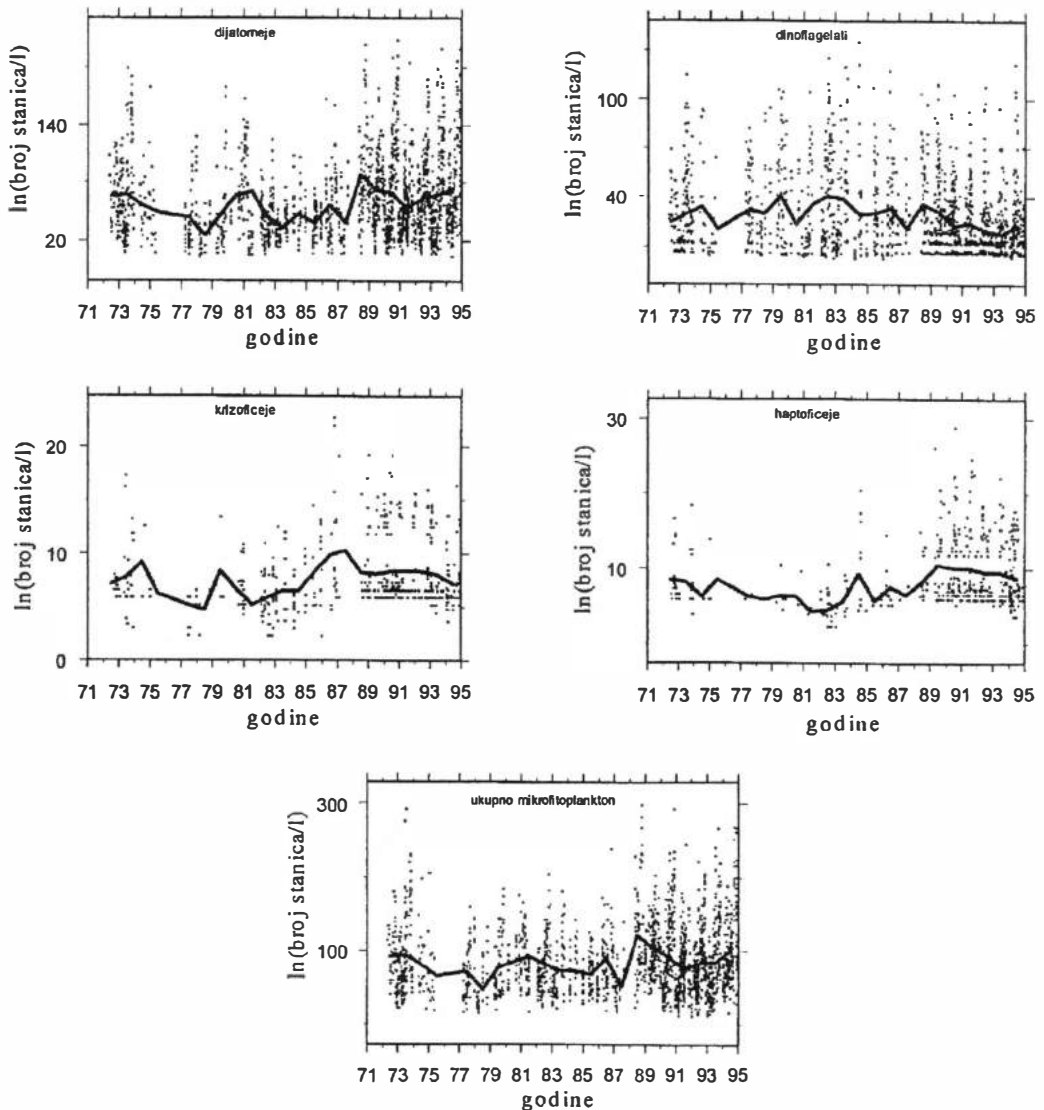 dijatomeje
ln(broj stanica/l)
140
20
71 73 75 77 79 81 83 85 87 89 91 93 95
godine
dinoflagelati
ln(broj stanica/l)
100
40
71 73 75 77 79 81 83 85 87 89 91 93 95
godine
krizoficeje
ln(broj stanica/l)
20
10
0
71 73 75 77 79 81 83 85 87 89 91 93 95
godine
haptoficeje
ln(broj stanica/l)
30
10
71 73 75 77 79 81 83 85 87 89 91 93 95
godine
ukupno mikrofitoplankton
ln(broj stanica/l)
300
100
71 73 75 77 79 81 83 85 87 89 91 93 95
godine